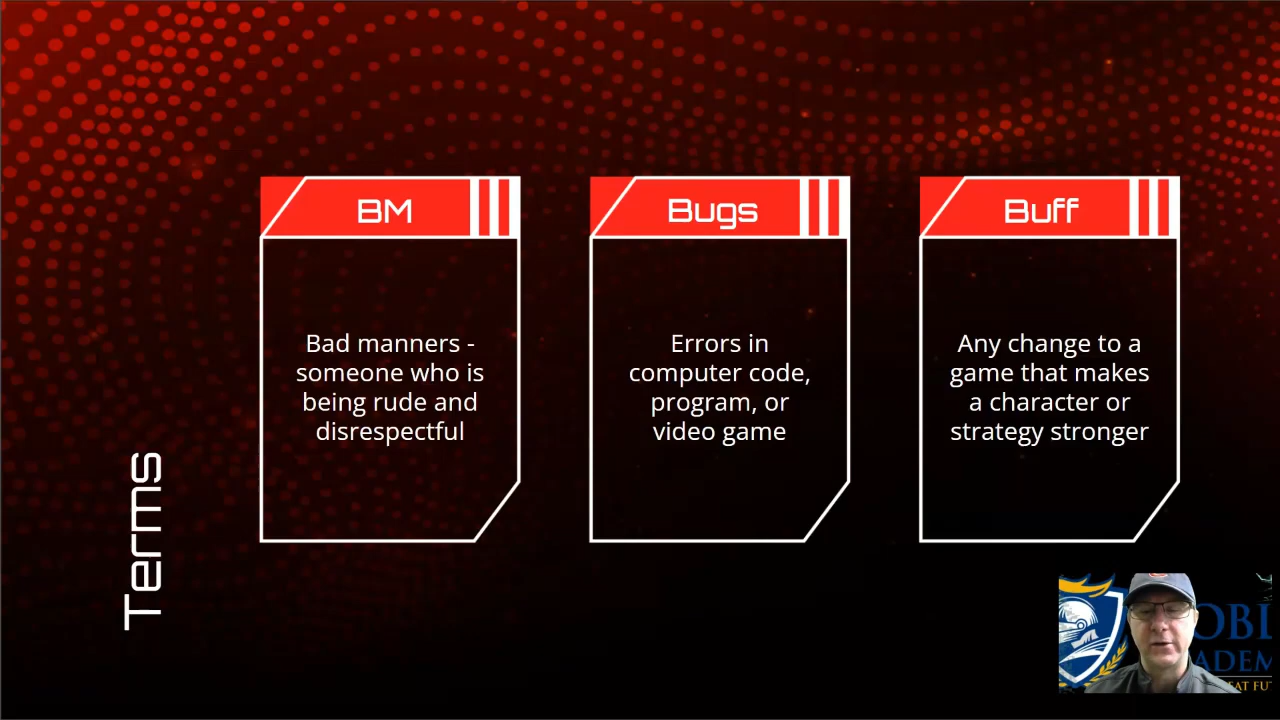 BM
Bad manners -
someone who is
being rude and
disrespectful
Bugs
Errors in
computer code,
program, or
video game
Buff
Any change to a
game that makes
a character or
strategy stronger
Terms